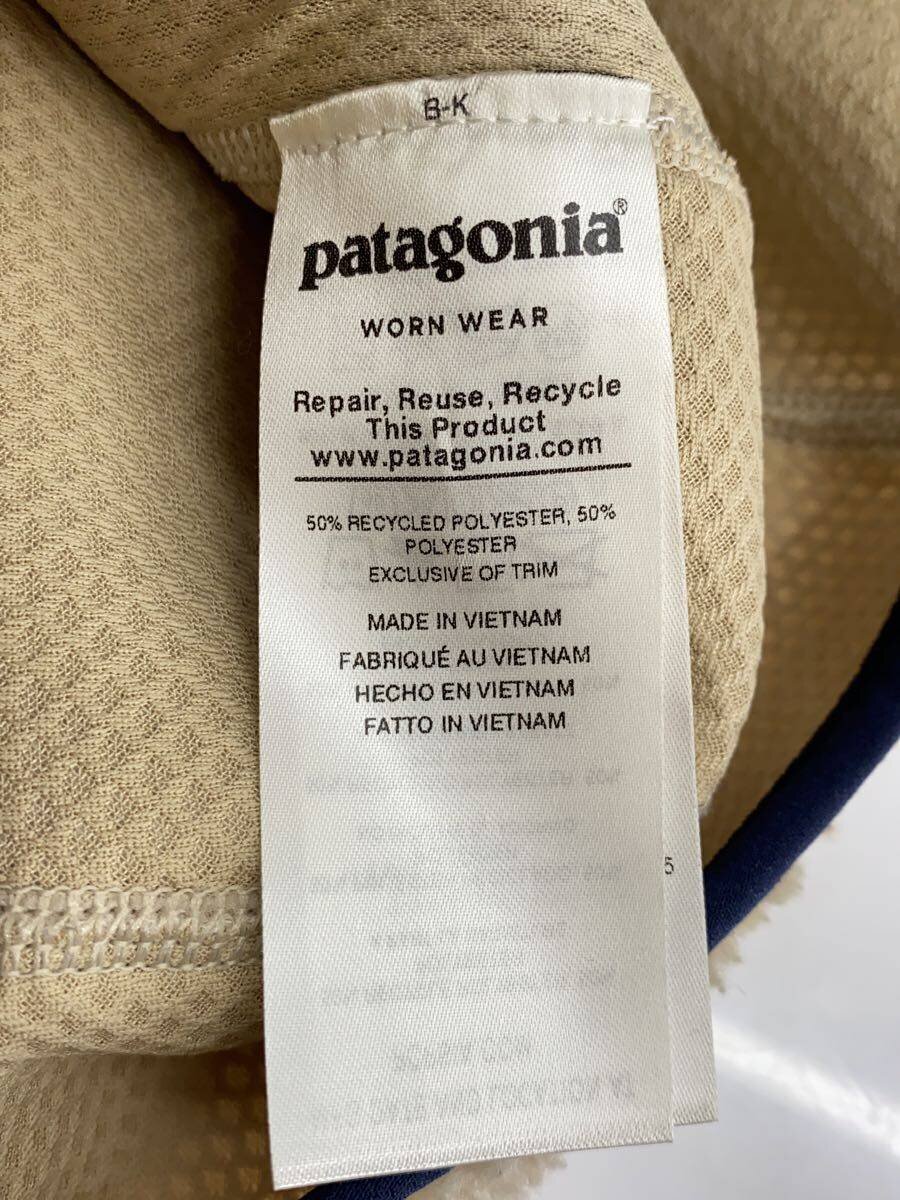 B-K
patagonia®
WORN WEAR
Repair, Reuse, Recycle
This Product
www.patagonia.com
50% RECYCLED POLYESTER, 50%
POLYESTER
EXCLUSIVE OF TRIM
MADE IN VIETNAM
FABRIQUÉ AU VIETNAM
HECHO EN VIETNAM
FATTO IN VIETNAM
5